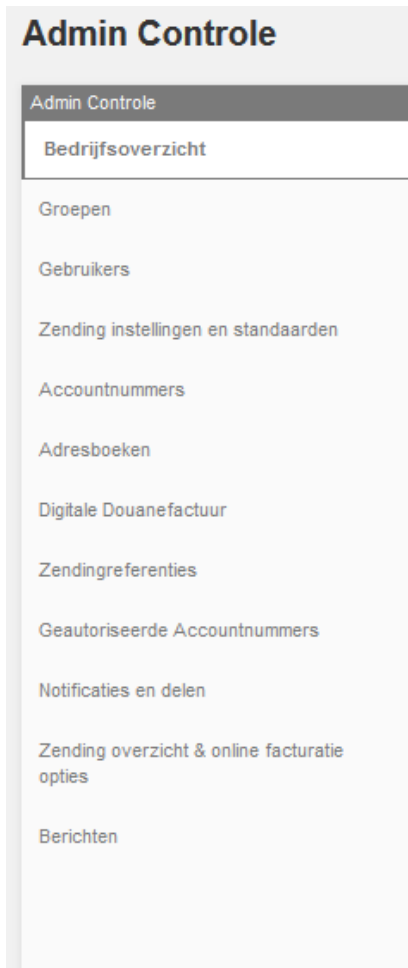 Admin Controle
Admin Controle
Bedrijfsoverzicht
Groepen
Gebruikers
Zending instellingen en standaarden
Accountnummers
Adresboeken
Digitale Douanefactuur
Zendingreferenties
Geautoriseerde Accountnummers
Notificaties en delen
Zending overzicht & online facturatie
opties
Berichten